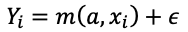 Yᵢ = m(a, xᵢ) + ϵ